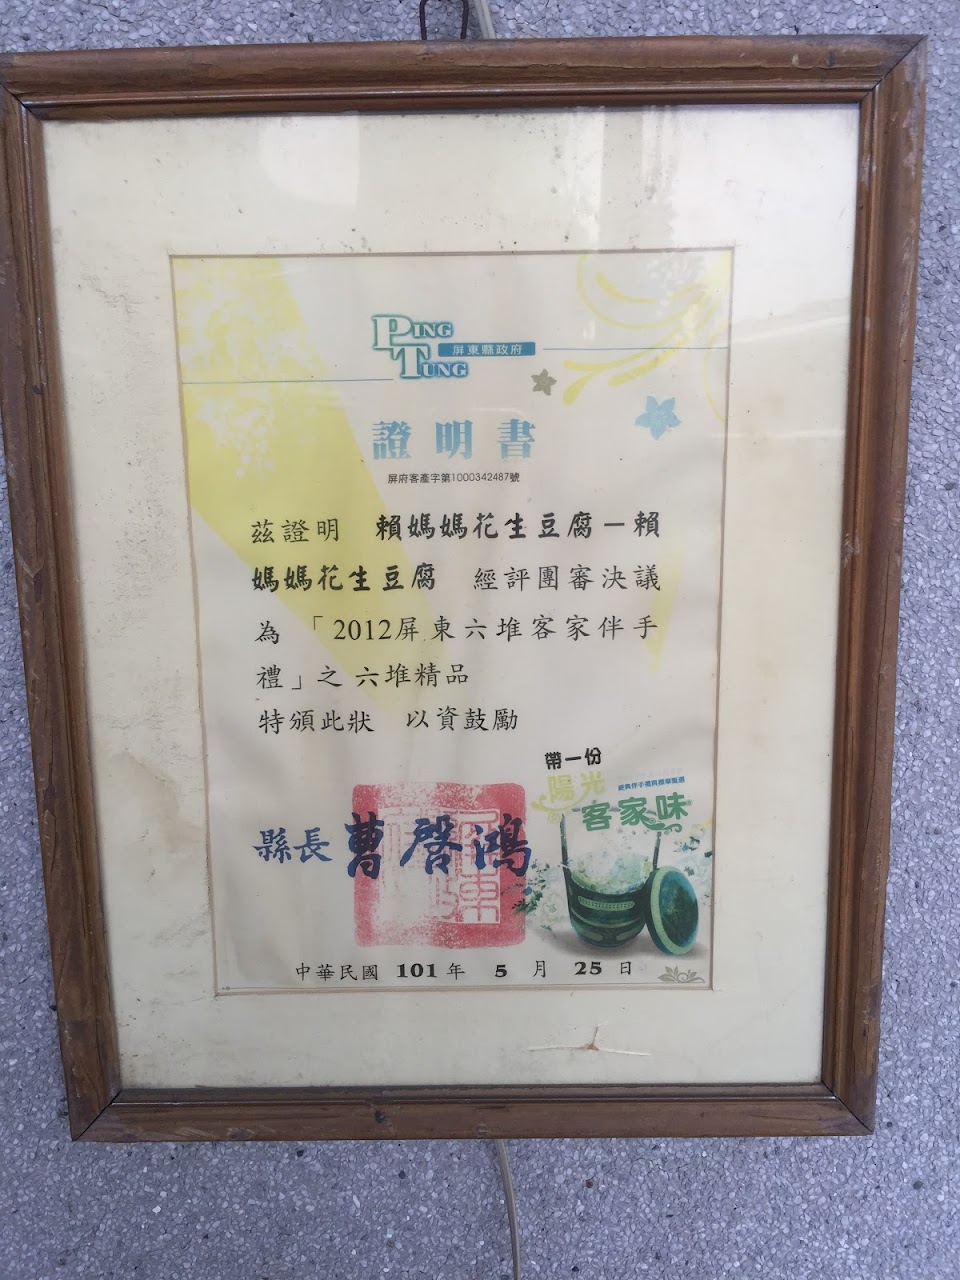 PING
屏東縣政府
TUNG
證明書
屏府客產字第1000342487號
茲證明 賴媽媽花生豆腐－賴
媽媽花生豆腐 經評團審決議
為「2012屏東六堆客家伴手
禮」之六堆精品
特頒此狀 以資鼓勵
帶一份
陽光
客家味
縣長 曹啓鴻
中華民國 101 年 5 月 25 日